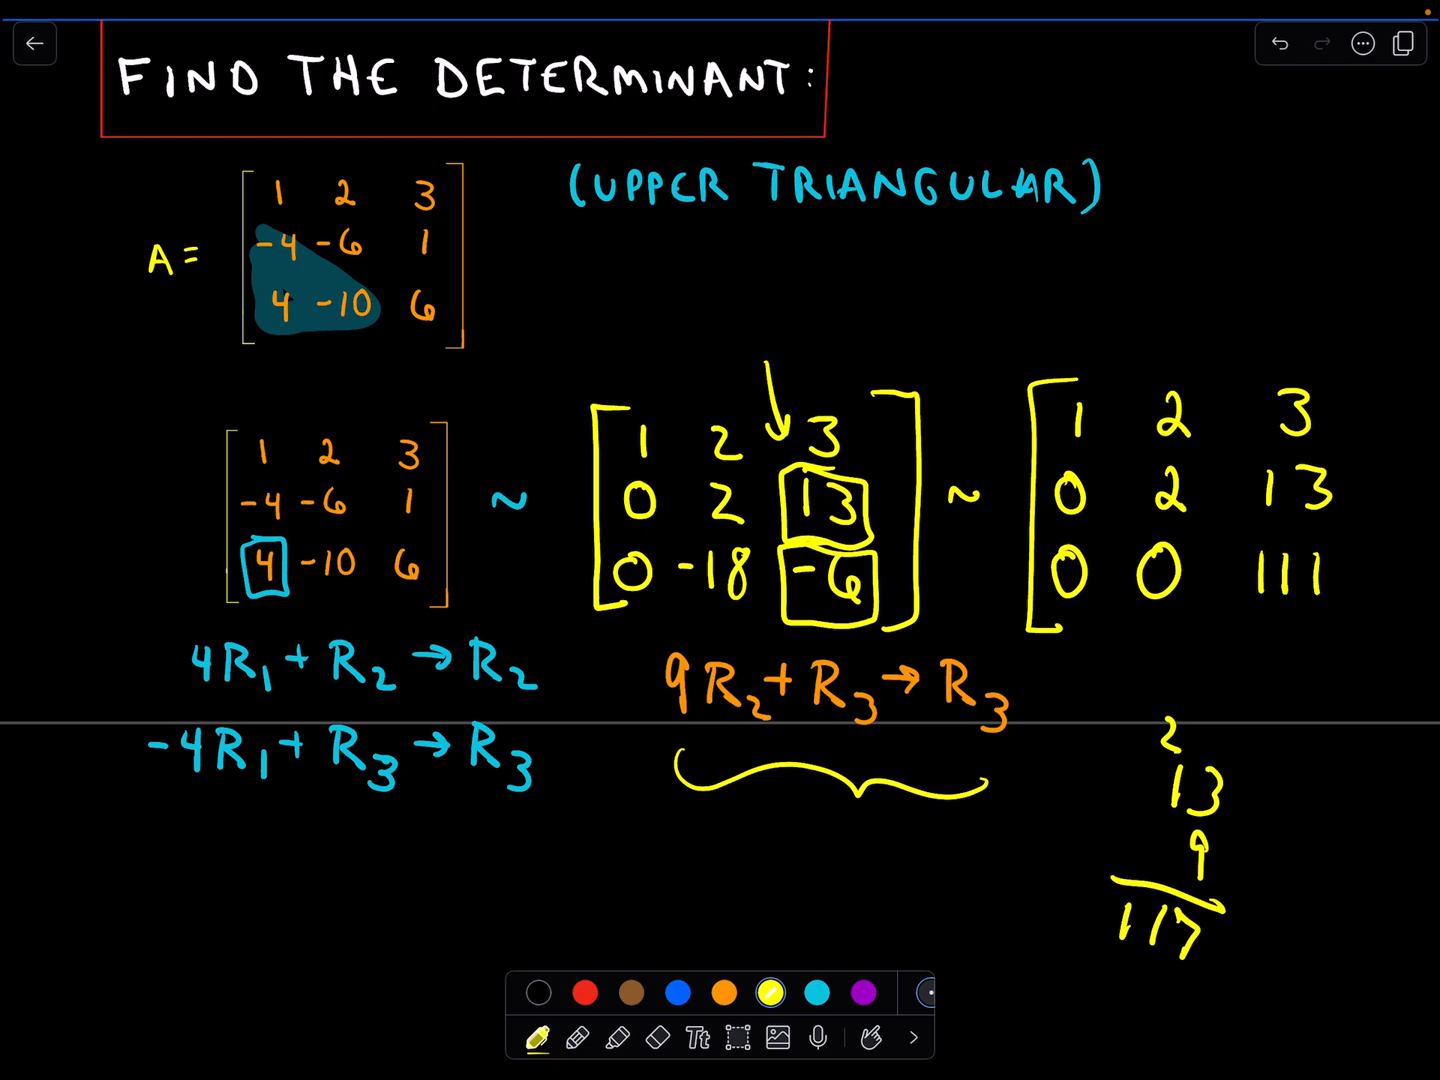 FIND THE DETERMINANT:
(UPPER TRIANGULAR)
A =
1 2 3
-4 -6 1
4 -10 6
1 2 3
-4 -6 1
4 -10 6
~
1 2 3
0 2 13
0 -18 -6
~
1 2 3
0 2 13
0 0 111
4R₁ + R₂ → R₂
-4R₁ + R₃ → R₃
9R₂ + R₃ → R₃
2
13
9
117
Tt